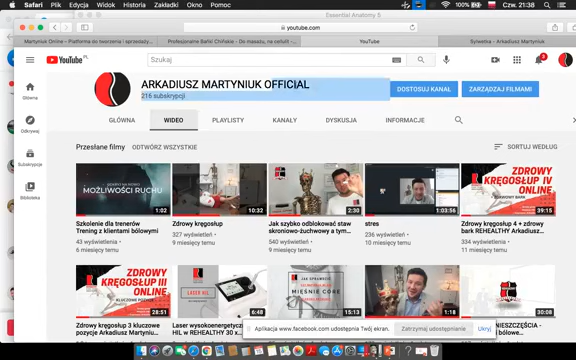 Safari Plik Edycja Widok Historia Zakładki Okno Pomoc 100% Czw. 21:38
Essential Anatomy 5
youtube.com
Martyniuk Online - Platforma do tworzenia i sprzedaży...
Profesjonalne Bańki Chińskie - Do masażu, na cellulit -...
YouTube
Sylwetka - Arkadiusz Martyniuk
YouTube PL
Szukaj
Główna
Odkrywaj
Subskrypcje
Biblioteka
ARKADIUSZ MARTYNIUK OFFICIAL
216 subskrypcji
DOSTOSUJ KANAŁ
ZARZĄDZAJ FILMAMI
GŁÓWNA WIDEO PLAYLISTY KANAŁY DYSKUSJA INFORMACJE
Przesłane filmy ODTWÓRZ WSZYSTKIE
SORTUJ WEDŁUG
MOŻLIWOŚCI RUCHU
1:02
10:32
2:30
1:03:56
ZDROWY KRĘGOSŁUP IV ONLINE
39:15
Szkolenie dla trenerów
Trening z klientami bólowymi
43 wyświetlenia
6 miesięcy temu
Zdrowy kręgosłup
327 wyświetleń
9 miesięcy temu
Jak szybko odblokować staw
skroniowo-żuchwowy a tym...
540 wyświetleń
9 miesięcy temu
stres
236 wyświetleń
10 miesięcy temu
Zdrowy kręgosłup 4 + zdrowy
bark REHEALTHY Arkadiusz...
334 wyświetlenia
11 miesięcy temu
ZDROWY
KRĘGOSŁUP
III ONLINE
28:51
LASER HIL
6:48
JAK SPRAWDZIĆ
MIĘŚNIE CORE
15:13
1:18
30:08
Zdrowy kręgosłup 3 kluczowe
pozycje Arkadiusz Martyniuk
Laser wysokoenergetyczny
HIL w REHEALTHY 30 x...
Aplikacja www.facebook.com udostępnia Twój ekran.
Zatrzymaj udostępnianie
Ukryj